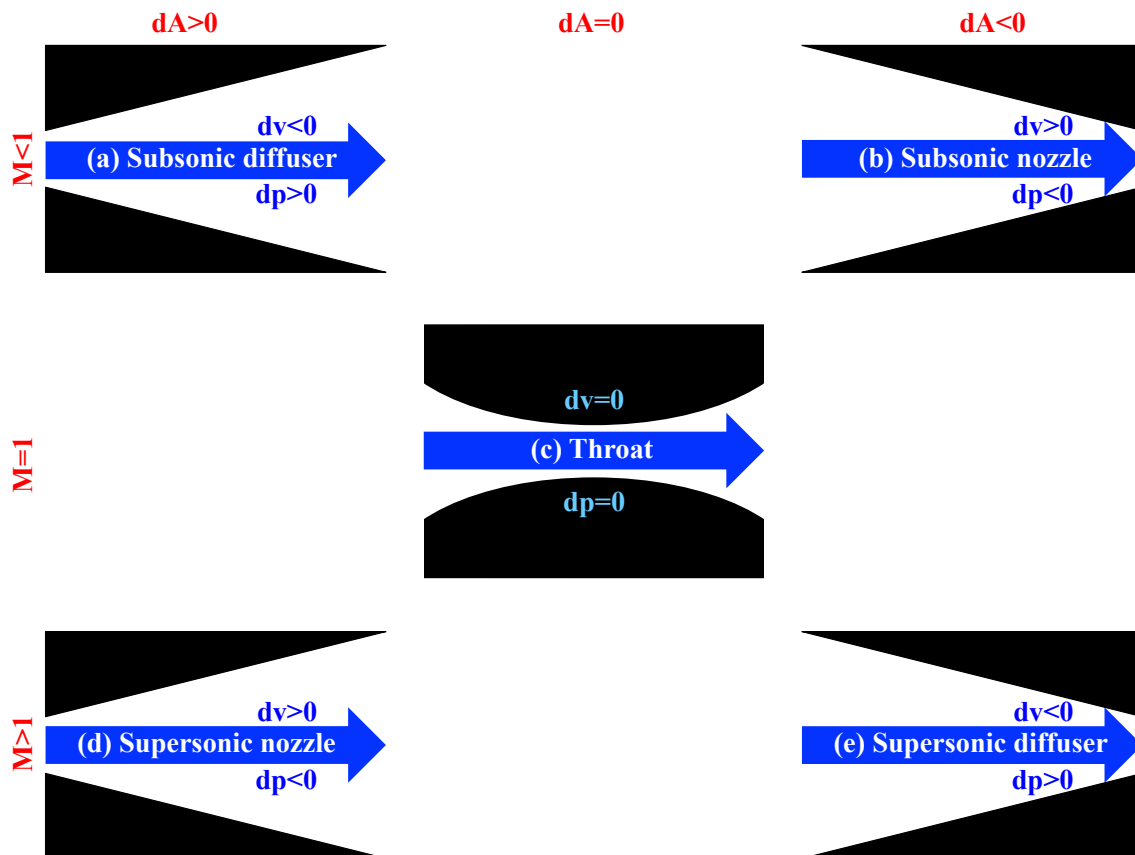 dA>0
dA=0
dA<0
M<1
dv<0
(a) Subsonic diffuser
dp>0
dv>0
(b) Subsonic nozzle
dp<0
M=1
dv=0
(c) Throat
dp=0
M>1
dv>0
(d) Supersonic nozzle
dp<0
dv<0
(e) Supersonic diffuser
dp>0